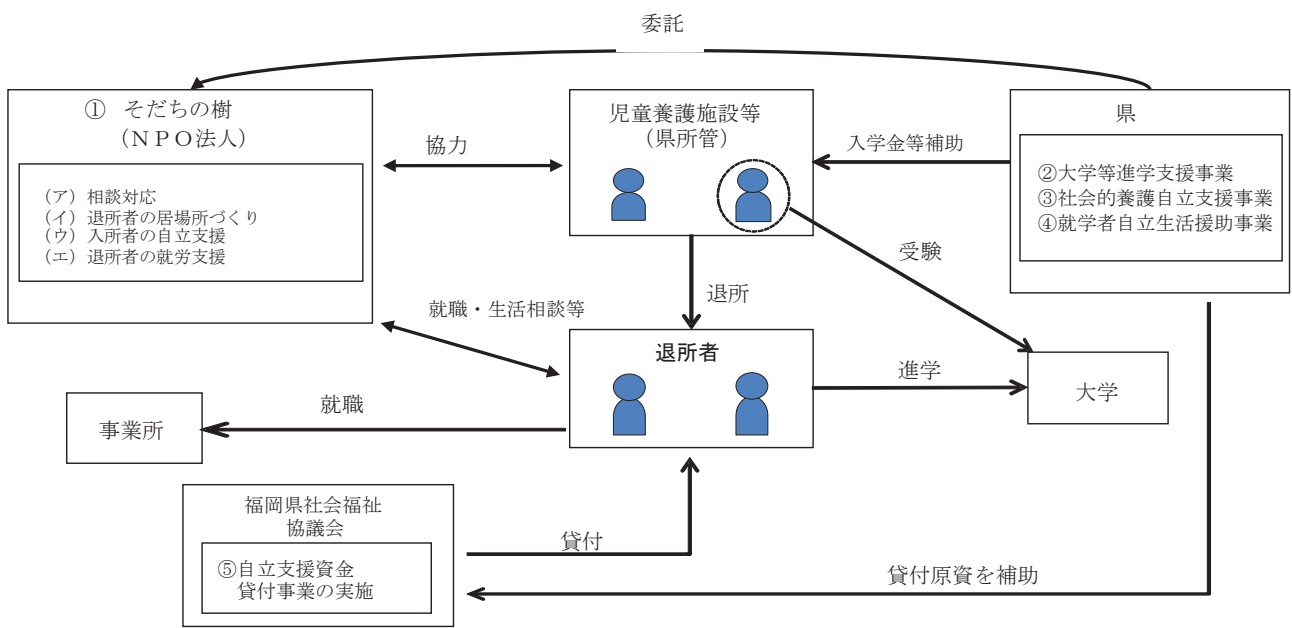 委託
① そだちの樹
（ＮＰＯ法人）
（ア）相談対応
（イ）退所者の居場所づくり
（ウ）入所者の自立支援
（エ）退所者の就労支援
協力
児童養護施設等
（県所管）
入学金等補助
県
②大学等進学支援事業
③社会的養護自立支援事業
④就学者自立生活援助事業
受験
退所
就職・生活相談等
退所者
進学
大学
就職
事業所
福岡県社会福祉
協議会
⑤自立支援資金
貸付事業の実施
貸付
貸付原資を補助